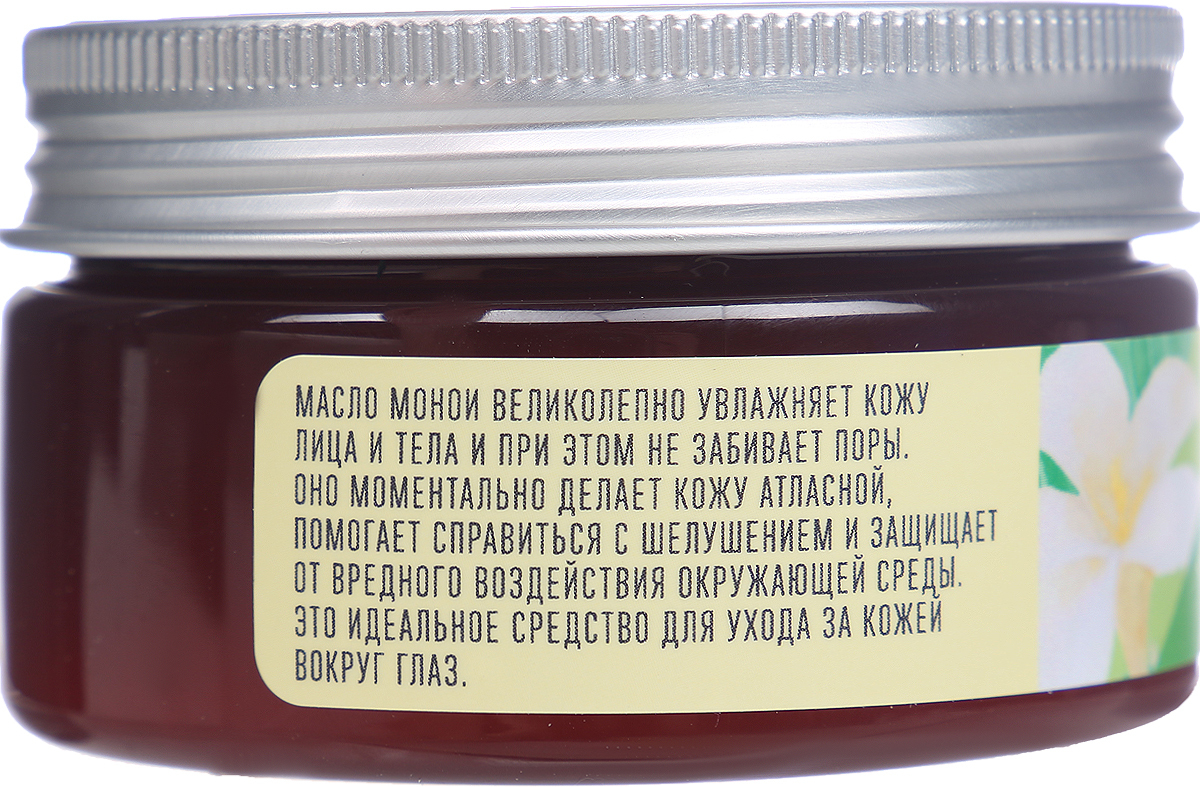 МАСЛО МОНОИ ВЕЛИКОЛЕПНО УВЛАЖНЯЕТ КОЖУ
ЛИЦА И ТЕЛА И ПРИ ЭТОМ НЕ ЗАБИВАЕТ ПОРЫ.
ОНО МОМЕНТАЛЬНО ДЕЛАЕТ КОЖУ АТЛАСНОЙ,
ПОМОГАЕТ СПРАВИТЬСЯ С ШЕЛУШЕНИЕМ И ЗАЩИЩАЕТ
ОТ ВРЕДНОГО ВОЗДЕЙСТВИЯ ОКРУЖАЮЩЕЙ СРЕДЫ.
ЭТО ИДЕАЛЬНОЕ СРЕДСТВО ДЛЯ УХОДА ЗА КОЖЕЙ
ВОКРУГ ГЛАЗ.